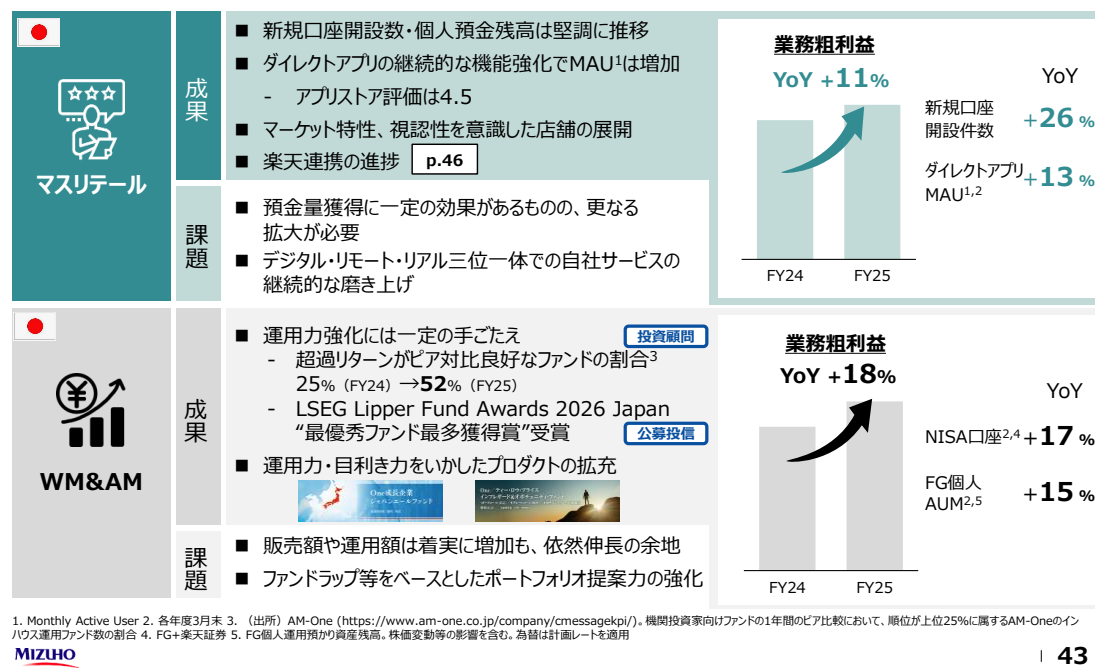 マスリテール
成果
■ 新規口座開設数・個人預金残高は堅調に推移
■ ダイレクトアプリの継続的な機能強化でMAU1は増加
- アプリストア評価は4.5
■ マーケット特性、視認性を意識した店舗の展開
■ 楽天連携の進捗 p.46
課題
■ 預金量獲得に一定の効果があるものの、更なる
拡大が必要
■ デジタル・リモート・リアル三位一体での自社サービスの
継続的な磨き上げ
業務粗利益
YoY +11%
FY24 FY25
YoY
新規口座
開設件数
+26 %
ダイレクトアプリ
MAU1,2
+13 %
WM&AM
成果
■ 運用力強化には一定の手ごたえ 投資顧問
- 超過リターンがピア対比良好なファンドの割合3
25% (FY24) →52% (FY25)
- LSEG Lipper Fund Awards 2026 Japan
“最優秀ファンド最多獲得賞”受賞 公募投信
■ 運用力・目利き力をいかしたプロダクトの拡充
One成長企業
ジャパンエールファンド
課題
■ 販売額や運用額は着実に増加も、依然伸長の余地
■ ファンドラップ等をベースとしたポートフォリオ提案力の強化
業務粗利益
YoY +18%
FY24 FY25
YoY
NISA口座2,4 +17 %
FG個人
AUM2,5
+15 %
1. Monthly Active User 2. 各年度3月末 3. （出所）AM-One (https://www.am-one.co.jp/company/cmessagekpi/)。機関投資家向けファンドの1年間のピア比較において、順位が上位25%に属するAM-Oneのイン
ハウス運用ファンド数の割合 4. FG+楽天証券 5. FG個人運用預かり資産残高。株価変動等の影響を含む。為替は計画レートを適用
MIZUHO
43